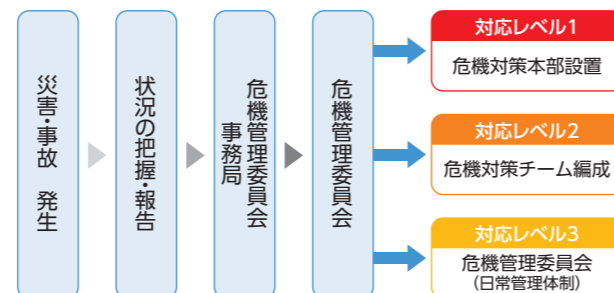 災害・事故 発生
状況の把握・報告
危機管理委員会
事務局
危機管理委員会
対応レベル1
危機対策本部設置
対応レベル2
危機対策チーム編成
対応レベル3
危機管理委員会
(日常管理体制)